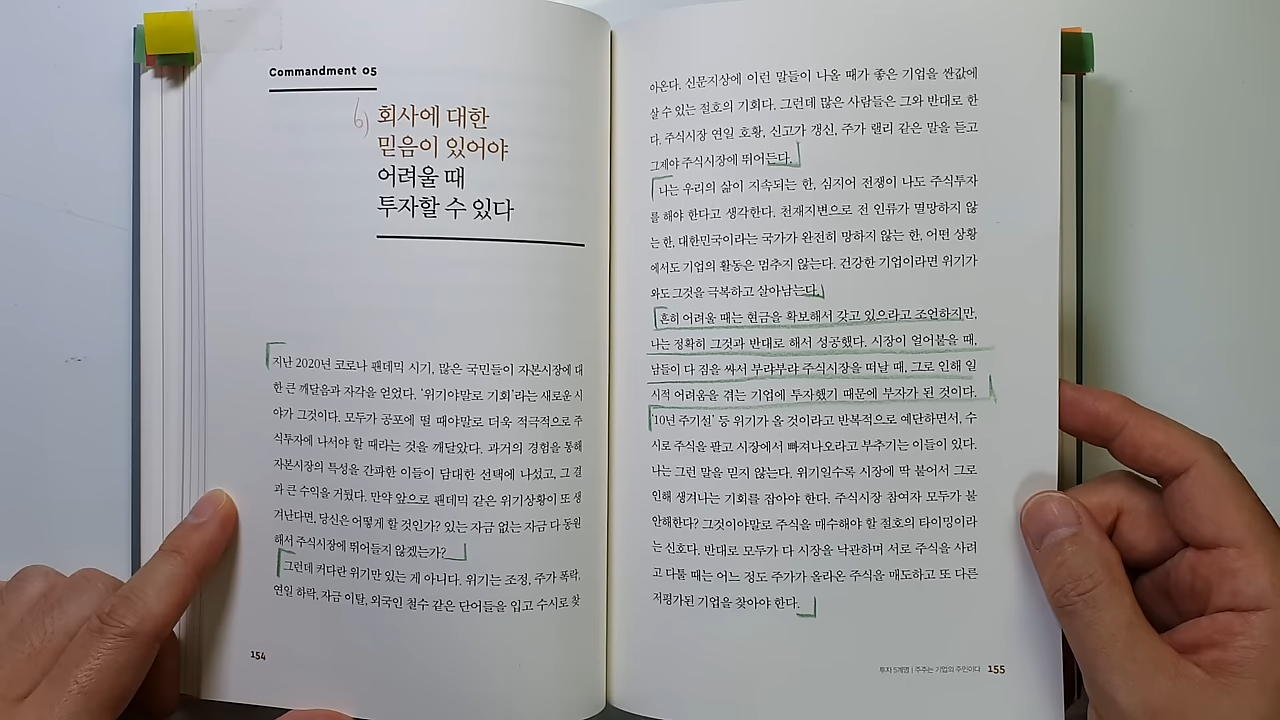 Commandment 05
6)
회사에 대한
믿음이 있어야
어려울 때
투자할 수 있다
지난 2020년 코로나 팬데믹 시기, 많은 국민들이 자본시장에 대
한 큰 깨달음과 자각을 얻었다. ‘위기야말로 기회’라는 새로운 시
야가 그것이다. 모두가 공포에 떨 때야말로 더욱 적극적으로 주
식투자에 나서야 할 때라는 것을 깨달았다. 과거의 경험을 통해
자본시장의 특성을 간파한 이들이 담대한 선택에 나섰고, 그 결
과 큰 수익을 거뒀다. 만약 앞으로 팬데믹 같은 위기상황이 또 생
겨난다면, 당신은 어떻게 할 것인가? 있는 자금 없는 자금 다 동원
해서 주식시장에 뛰어들지 않겠는가?
그런데 커다란 위기만 있는 게 아니다. 위기는 조정, 주가 폭락,
연일 하락, 자금 이탈, 외국인 철수 같은 단어들을 입고 수시로 찾
154
아온다. 신문지상에 이런 말들이 나올 때가 좋은 기업을 싼값에
살 수 있는 절호의 기회다. 그런데 많은 사람들은 그와 반대로 한
다. 주식시장 연일 호황, 신고가 갱신, 주가 랠리 같은 말을 듣고
그제야 주식시장에 뛰어든다.
나는 우리의 삶이 지속되는 한, 심지어 전쟁이 나도 주식투자
를 해야 한다고 생각한다. 천재지변으로 전 인류가 멸망하지 않
는 한, 대한민국이라는 국가가 완전히 망하지 않는 한, 어떤 상황
에서도 기업의 활동은 멈추지 않는다. 건강한 기업이라면 위기가
와도 그것을 극복하고 살아남는다.
흔히 어려울 때는 현금을 확보해서 갖고 있으라고 조언하지만,
나는 정확히 그것과 반대로 해서 성공했다. 시장이 얼어붙을 때,
남들이 다 짐을 싸서 부랴부랴 주식시장을 떠날 때, 그로 인해 일
시적 어려움을 겪는 기업에 투자했기 때문에 부자가 된 것이다.
‘10년 주기설’ 등 위기가 올 것이라고 반복적으로 예단하면서, 수
시로 주식을 팔고 시장에서 빠져나오라고 부추기는 이들이 있다.
나는 그런 말을 믿지 않는다. 위기일수록 시장에 딱 붙어서 그로
인해 생겨나는 기회를 잡아야 한다. 주식시장 참여자 모두가 불
안해한다? 그것이야말로 주식을 매수해야 할 절호의 타이밍이라
는 신호다. 반대로 모두가 다 시장을 낙관하며 서로 주식을 사려
고 다툴 때는 어느 정도 주가가 올라온 주식을 매도하고 또 다른
저평가된 기업을 찾아야 한다.
투자 5계명 | 주주는 기업의 주인이다 155